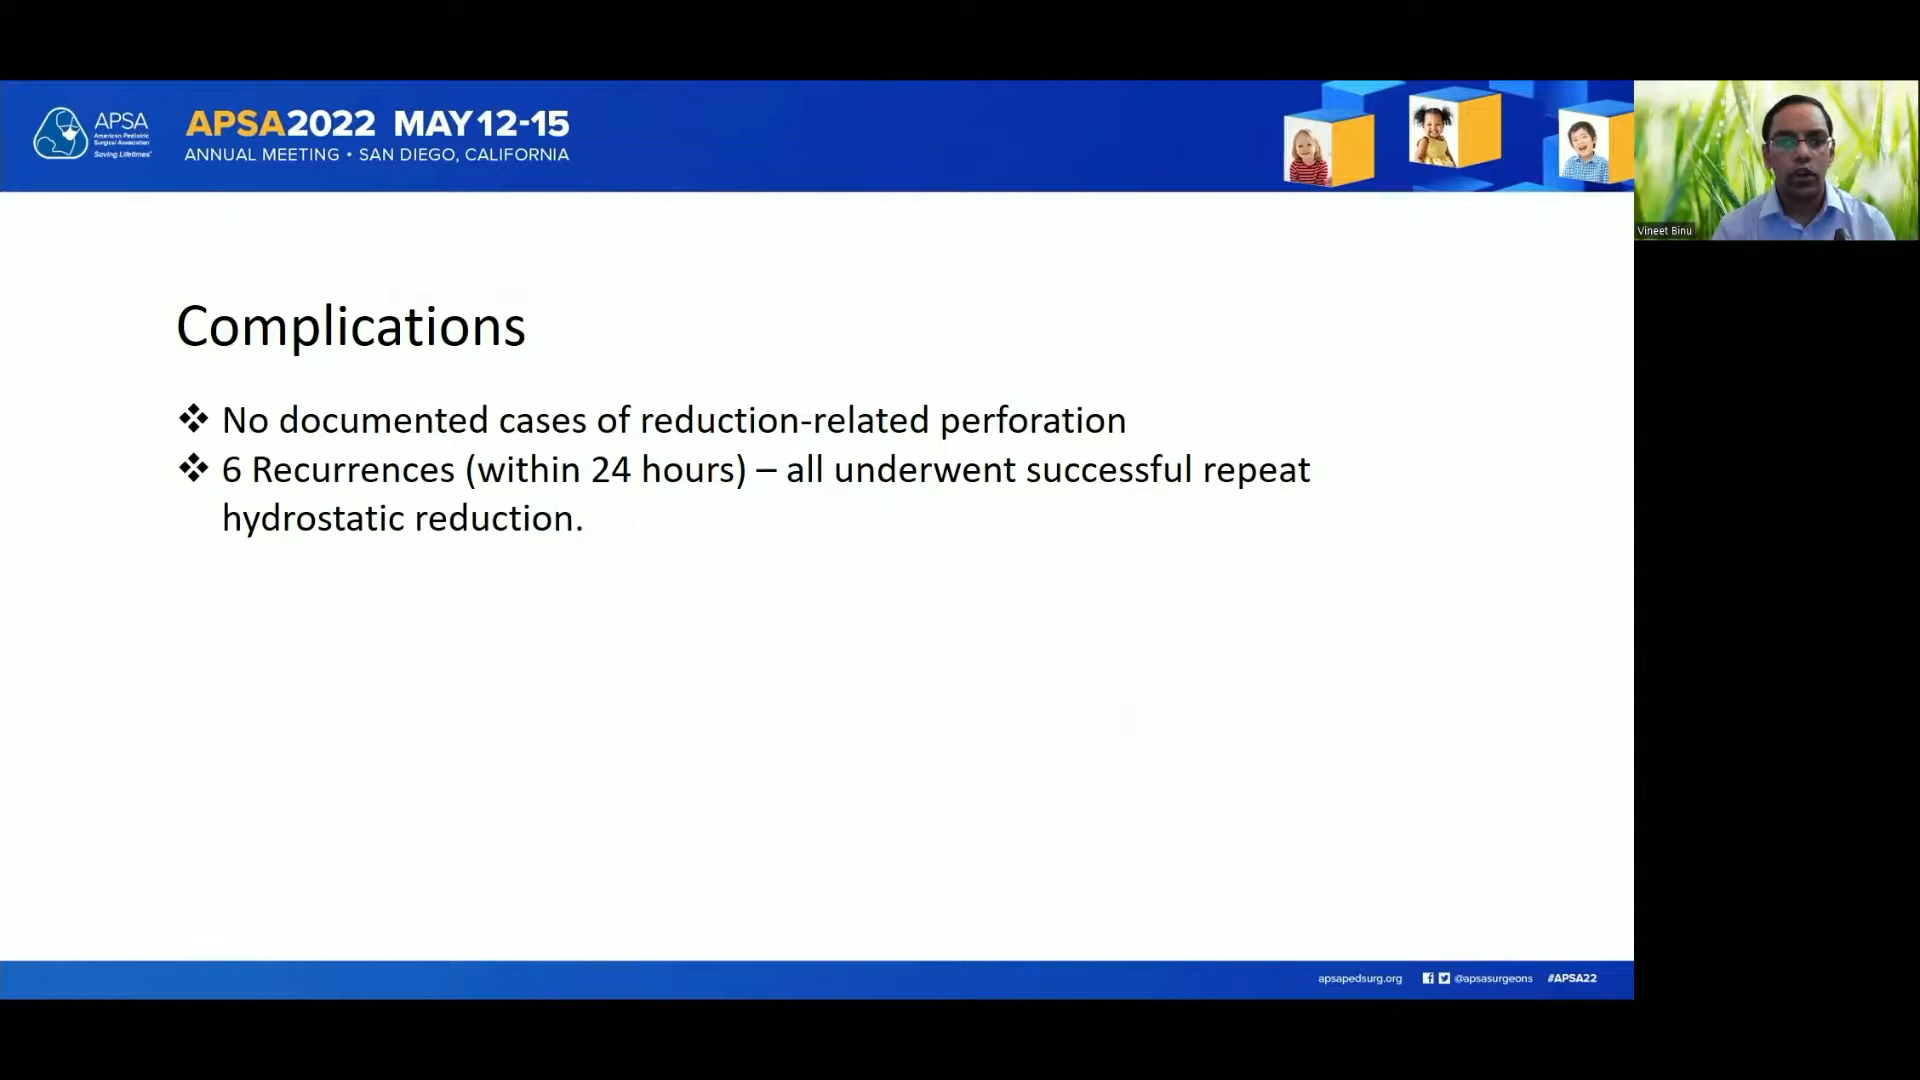 APSA
American Pediatric
Surgical Association
Saving Lifetimes
APSA2022 MAY 12-15
ANNUAL MEETING • SAN DIEGO, CALIFORNIA
Vineet Binu
Complications
❖ No documented cases of reduction-related perforation
❖ 6 Recurrences (within 24 hours) – all underwent successful repeat
hydrostatic reduction.
apsapedsurg.org @apsasurgeons #APSA22